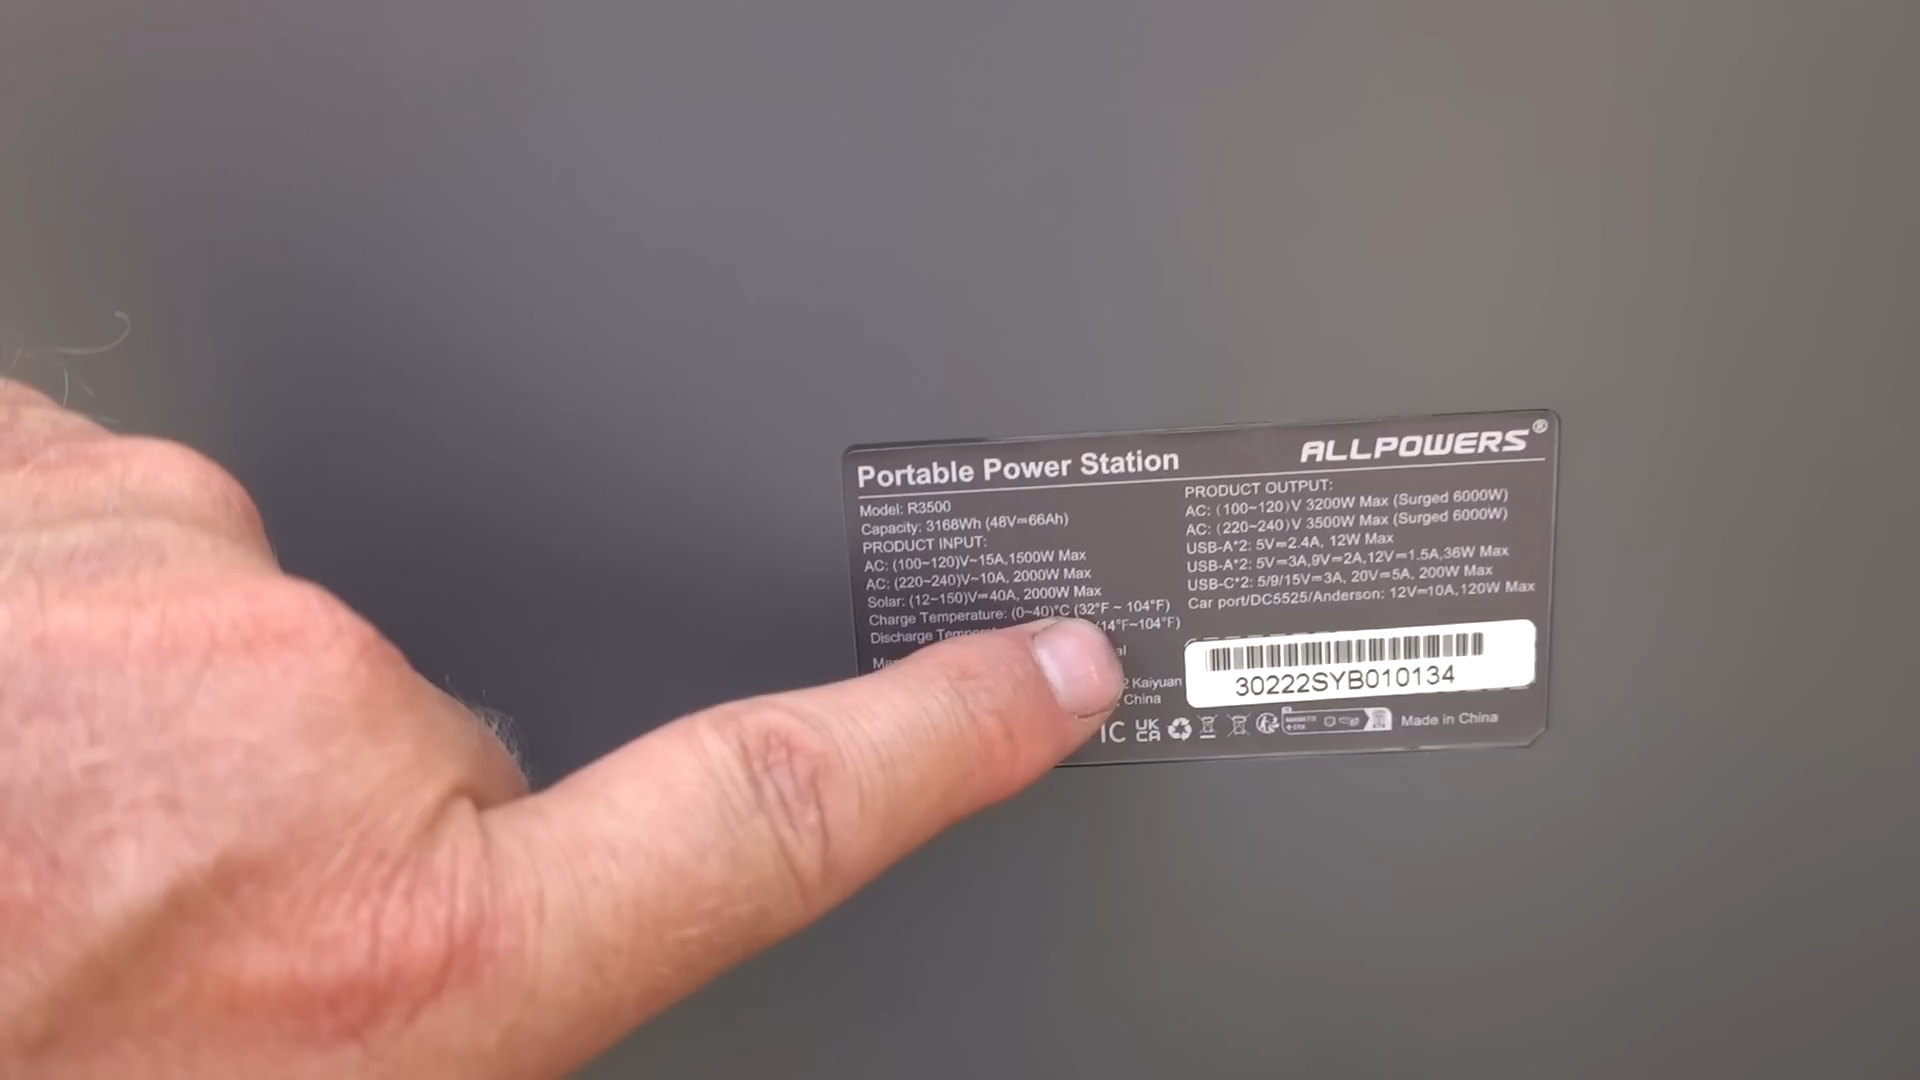 Portable Power Station
ALLPOWERS®
Model: R3500
Capacity: 3168Wh (48V⎓66Ah)
PRODUCT INPUT:
AC: (100~120)V~15A,1500W Max
AC: (220~240)V~10A, 2000W Max
Solar: (12~150)V⎓40A, 2000W Max
Charge Temperature: (0~40)°C (32°F ~ 104°F)
Discharge (14°F~104°F)
Kaiyuan
China
PRODUCT OUTPUT:
AC: (100~120)V 3200W Max (Surged 6000W)
AC: (220~240)V 3500W Max (Surged 6000W)
USB-A*2: 5V⎓2.4A, 12W Max
USB-A*2: 5V⎓3A,9V⎓2A,12V⎓1.5A,36W Max
USB-C*2: 5/9/15V⎓3A, 20V⎓5A, 200W Max
Car port/DC5525/Anderson: 12V⎓10A,120W Max
30222SYB010134
UK
CA
Made in China